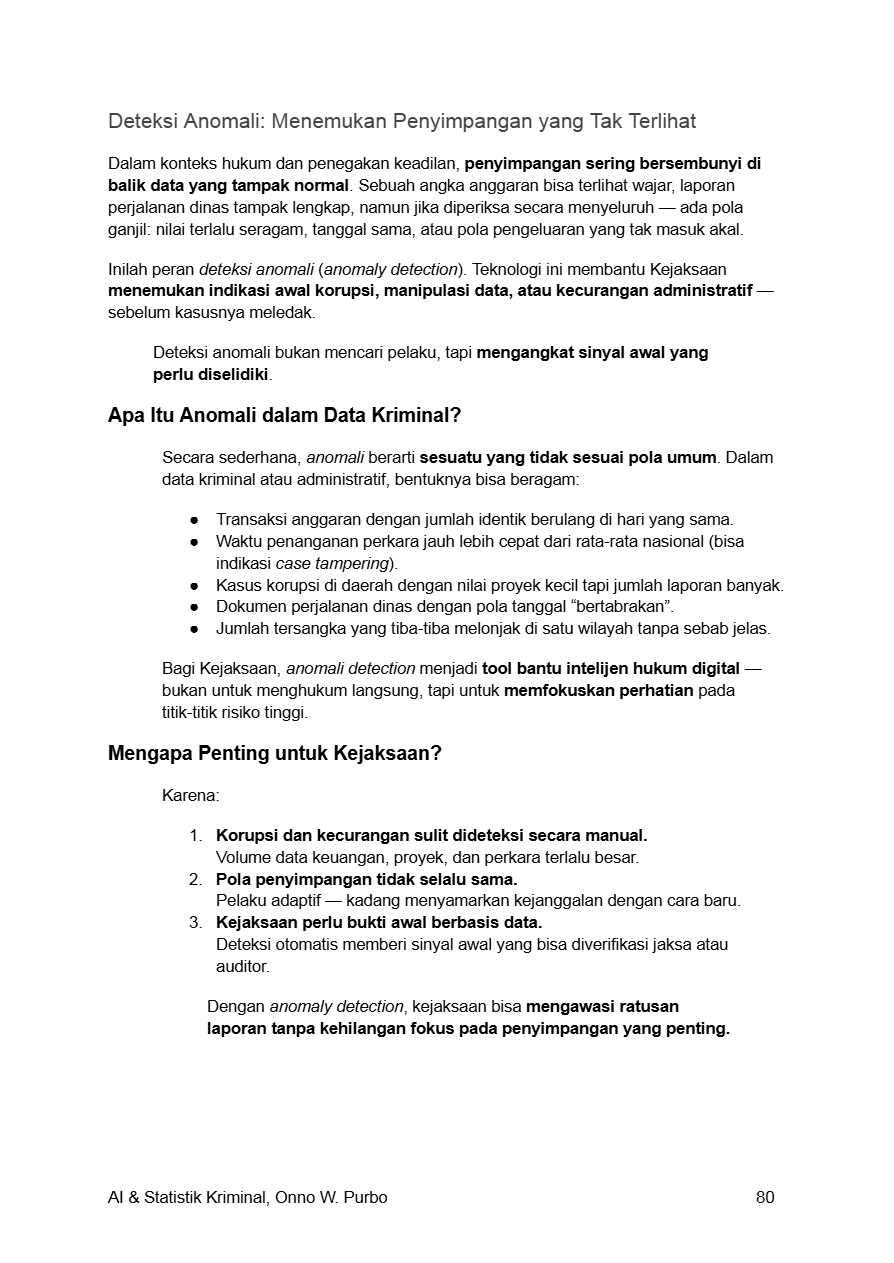 Deteksi Anomali: Menemukan Penyimpangan yang Tak Terlihat
Dalam konteks hukum dan penegakan keadilan, penyimpangan sering bersembunyi di
balik data yang tampak normal. Sebuah angka anggaran bisa terlihat wajar, laporan
perjalanan dinas tampak lengkap, namun jika diperiksa secara menyeluruh — ada pola
ganjil: nilai terlalu seragam, tanggal sama, atau pola pengeluaran yang tak masuk akal.
Inilah peran deteksi anomali (anomaly detection). Teknologi ini membantu Kejaksaan
menemukan indikasi awal korupsi, manipulasi data, atau kecurangan administratif —
sebelum kasusnya meledak.
Deteksi anomali bukan mencari pelaku, tapi mengangkat sinyal awal yang
perlu diselidiki.
Apa Itu Anomali dalam Data Kriminal?
Secara sederhana, anomali berarti sesuatu yang tidak sesuai pola umum. Dalam
data kriminal atau administratif, bentuknya bisa beragam:
● Transaksi anggaran dengan jumlah identik berulang di hari yang sama.
● Waktu penanganan perkara jauh lebih cepat dari rata-rata nasional (bisa
indikasi case tampering).
● Kasus korupsi di daerah dengan nilai proyek kecil tapi jumlah laporan banyak.
● Dokumen perjalanan dinas dengan pola tanggal “bertabrakan”.
● Jumlah tersangka yang tiba-tiba melonjak di satu wilayah tanpa sebab jelas.
Bagi Kejaksaan, anomali detection menjadi tool bantu intelijen hukum digital —
bukan untuk menghukum langsung, tapi untuk memfokuskan perhatian pada
titik-titik risiko tinggi.
Mengapa Penting untuk Kejaksaan?
Karena:
1. Korupsi dan kecurangan sulit dideteksi secara manual.
Volume data keuangan, proyek, dan perkara terlalu besar.
2. Pola penyimpangan tidak selalu sama.
Pelaku adaptif — kadang menyamarkan kejanggalan dengan cara baru.
3. Kejaksaan perlu bukti awal berbasis data.
Deteksi otomatis memberi sinyal awal yang bisa diverifikasi jaksa atau
auditor.
Dengan anomaly detection, kejaksaan bisa mengawasi ratusan
laporan tanpa kehilangan fokus pada penyimpangan yang penting.
AI & Statistik Kriminal, Onno W. Purbo 80